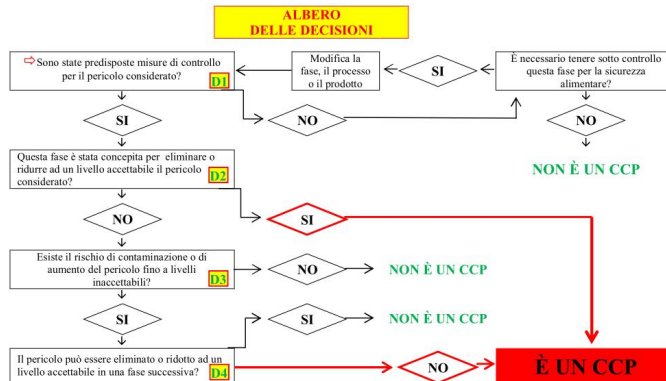 ALBERO
DELLE DECISIONI
⇨ Sono state predisposte misure di controllo
per il pericolo considerato?
D1
Modifica la
fase, il processo
o il prodotto
SI
È necessario tenere sotto controllo
questa fase per la sicurezza
alimentare?
SI
NO
NO
NON È UN CCP
Questa fase è stata concepita per eliminare o
ridurre ad un livello accettabile il pericolo
considerato?
D2
NO
SI
Esiste il rischio di contaminazione o di
aumento del pericolo fino a livelli
inaccettabili?
D3
NO
NON È UN CCP
SI
SI
NON È UN CCP
Il pericolo può essere eliminato o ridotto ad un
livello accettabile in una fase successiva?
D4
NO
È UN CCP